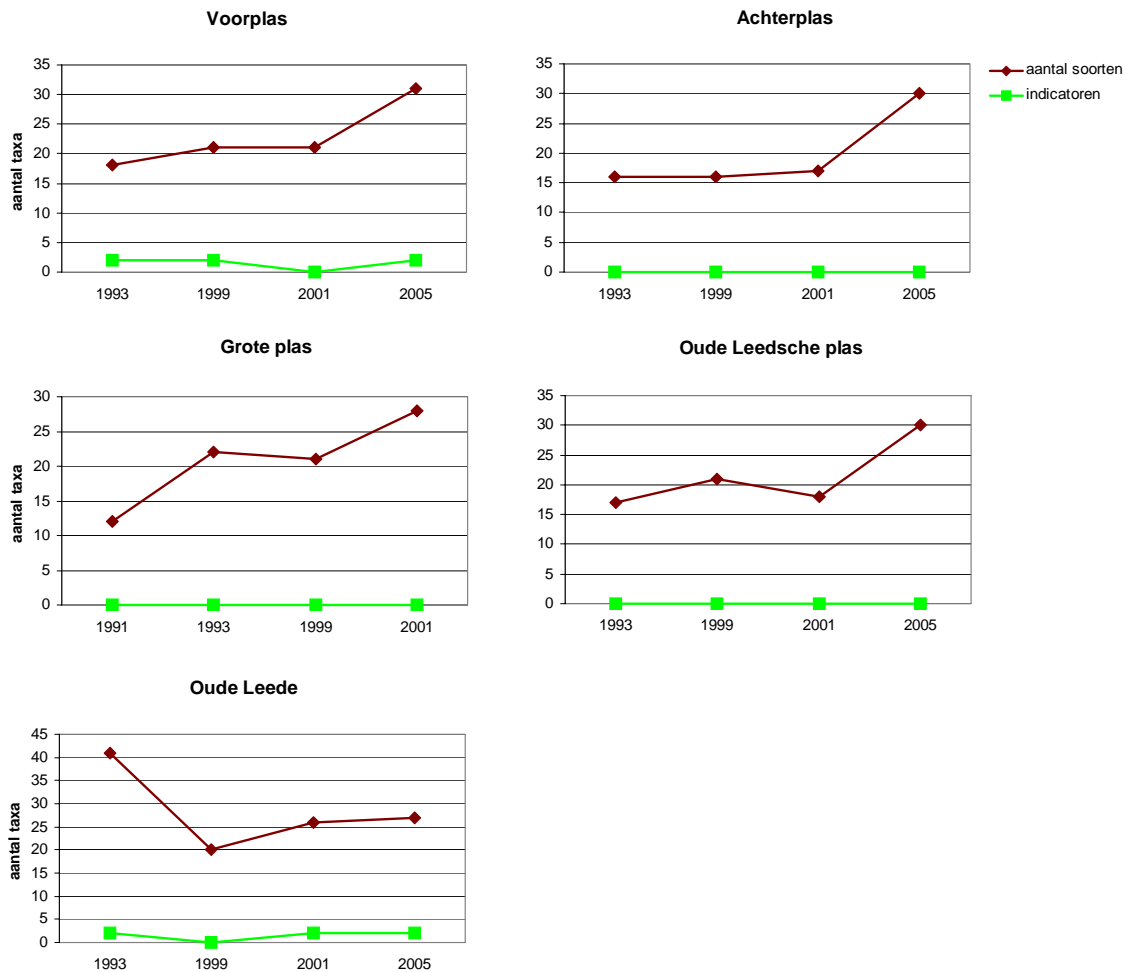 Voorplas
35
30
25
20
15
10
5
0
aantal taxa
1993 1999 2001 2005
Achterplas
35
30
25
20
15
10
5
0
1993 1999 2001 2005
aantal soorten
indicatoren
Grote plas
30
25
20
15
10
5
0
aantal taxa
1991 1993 1999 2001
Oude Leedsche plas
35
30
25
20
15
10
5
0
1993 1999 2001 2005
Oude Leede
45
40
35
30
25
20
15
10
5
0
aantal taxa
1993 1999 2001 2005